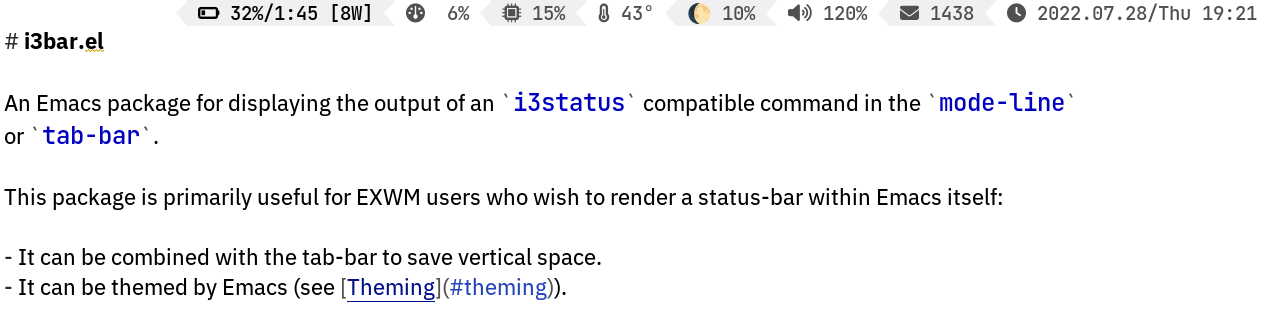 32%/1:45 [8W] 6% 15% 43° 10% 120% 1438 2022.07.28/Thu 19:21
# i3bar.el
An Emacs package for displaying the output of an `i3status` compatible command in the `mode-line`
or `tab-bar`.
This package is primarily useful for EXWM users who wish to render a status-bar within Emacs itself:
- It can be combined with the tab-bar to save vertical space.
- It can be themed by Emacs (see [Theming](#theming)).